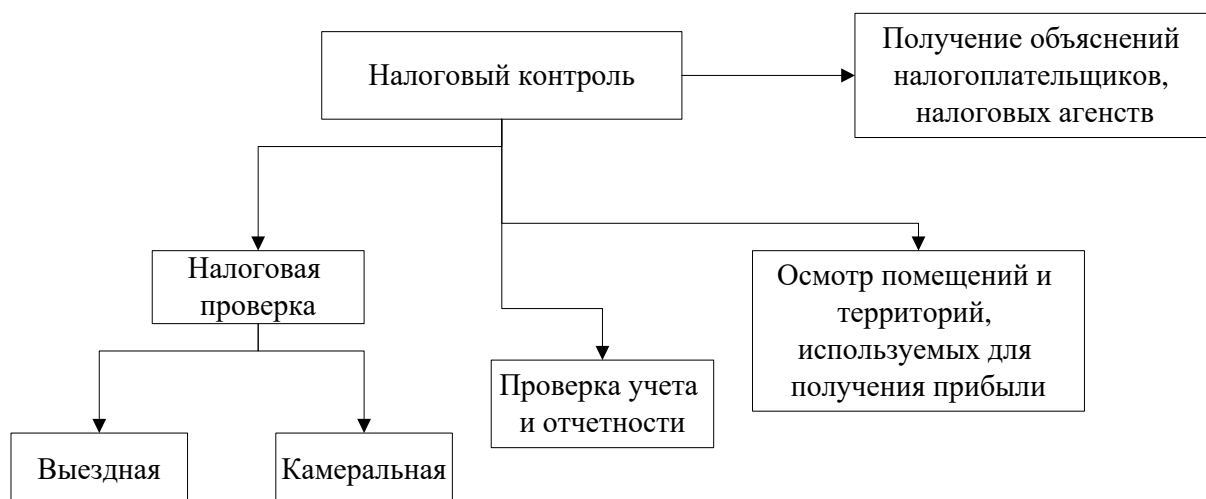 Налоговый контроль
Получение объяснений
налогоплательщиков,
налоговых агенств
Налоговая
проверка
Осмотр помещений и
территорий,
используемых для
получения прибыли
Проверка учета
и отчетности
Выездная
Камеральная